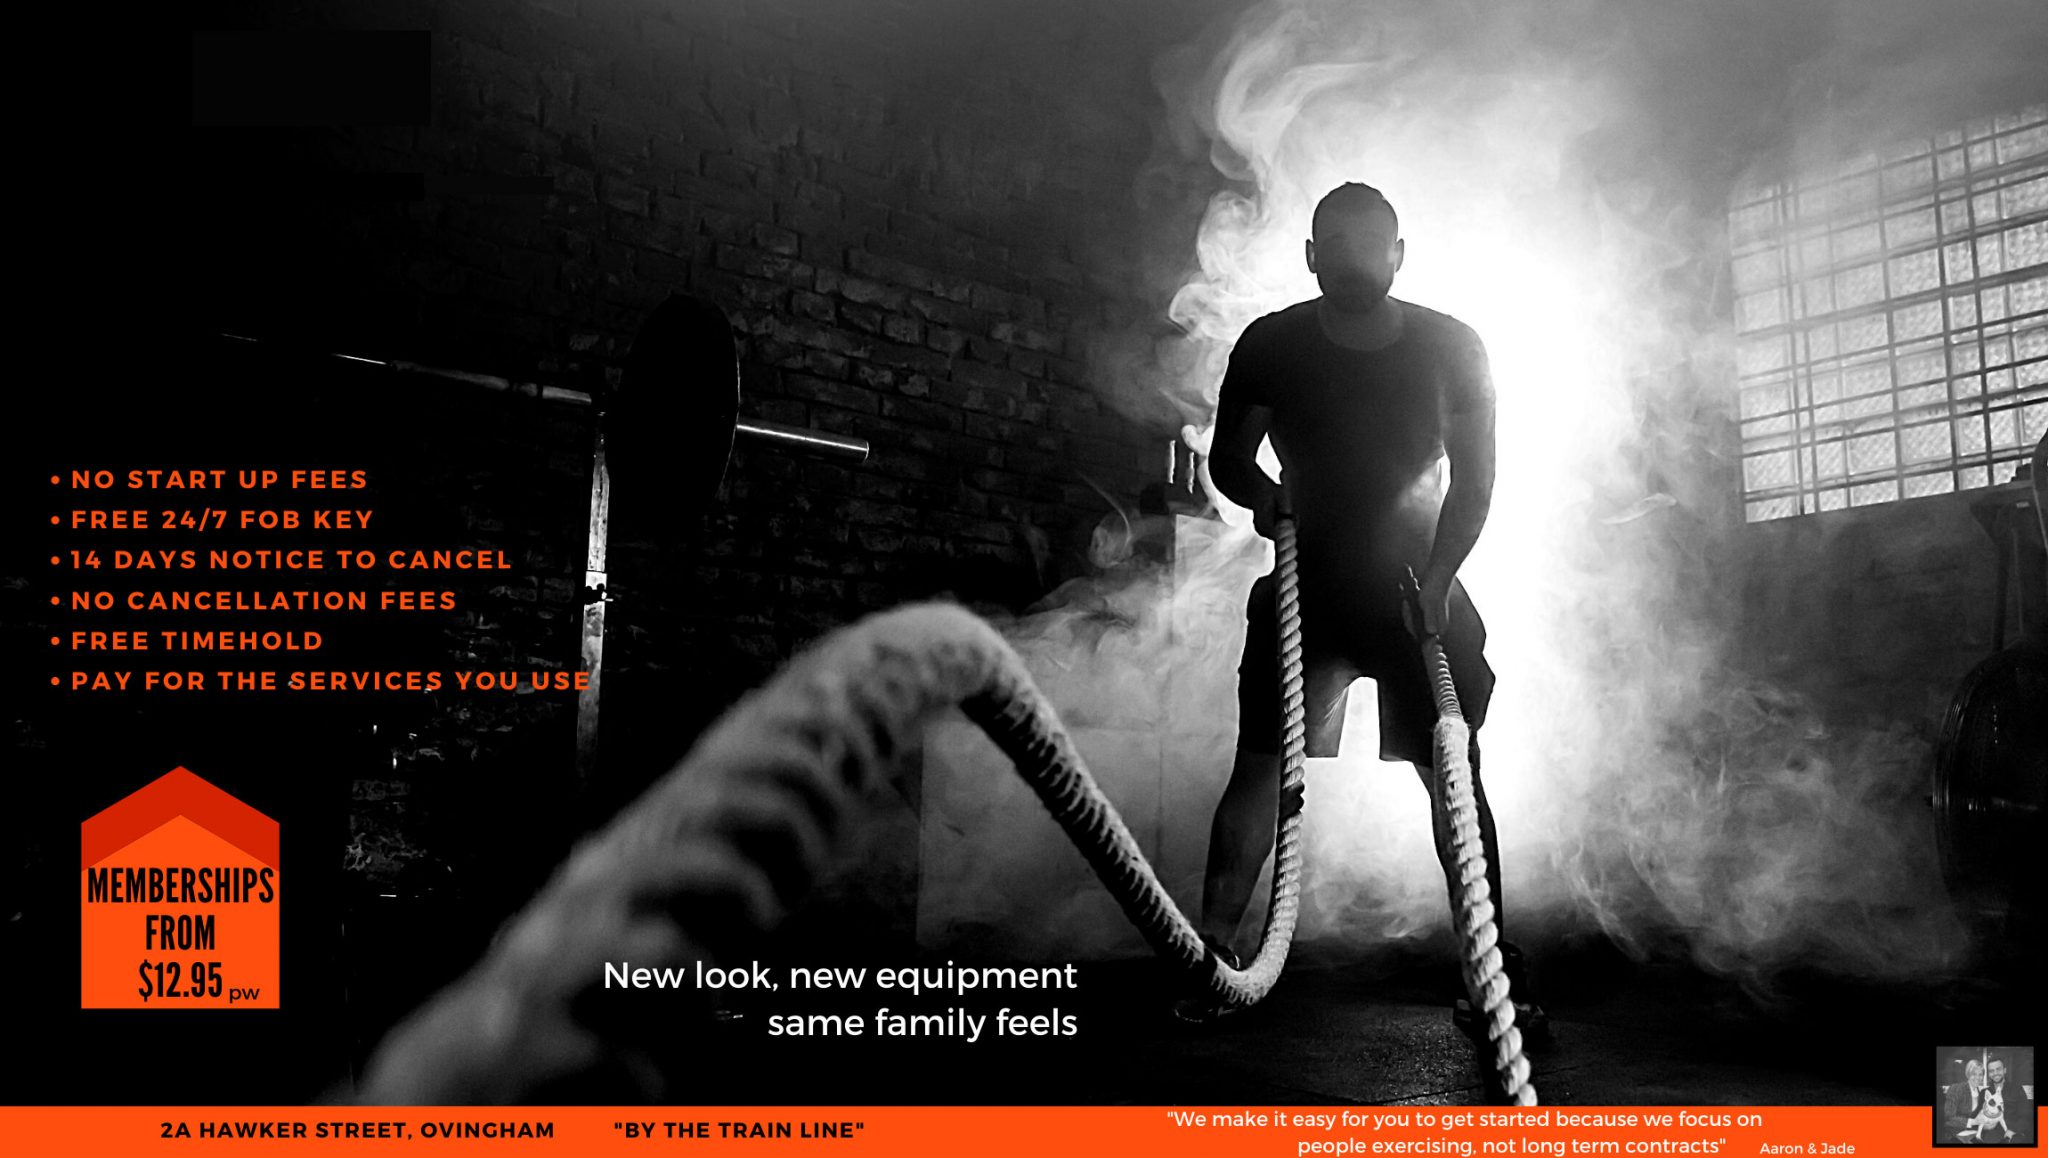 • NO START UP FEES
• FREE 24/7 FOB KEY
• 14 DAYS NOTICE TO CANCEL
• NO CANCELLATION FEES
• FREE TIMEHOLD
• PAY FOR THE SERVICES YOU USE
MEMBERSHIPS
FROM
$12.95 pw
New look, new equipment
same family feels
2A HAWKER STREET, OVINGHAM "BY THE TRAIN LINE"
"We make it easy for you to get started because we focus on
people exercising, not long term contracts" Aaron & Jade